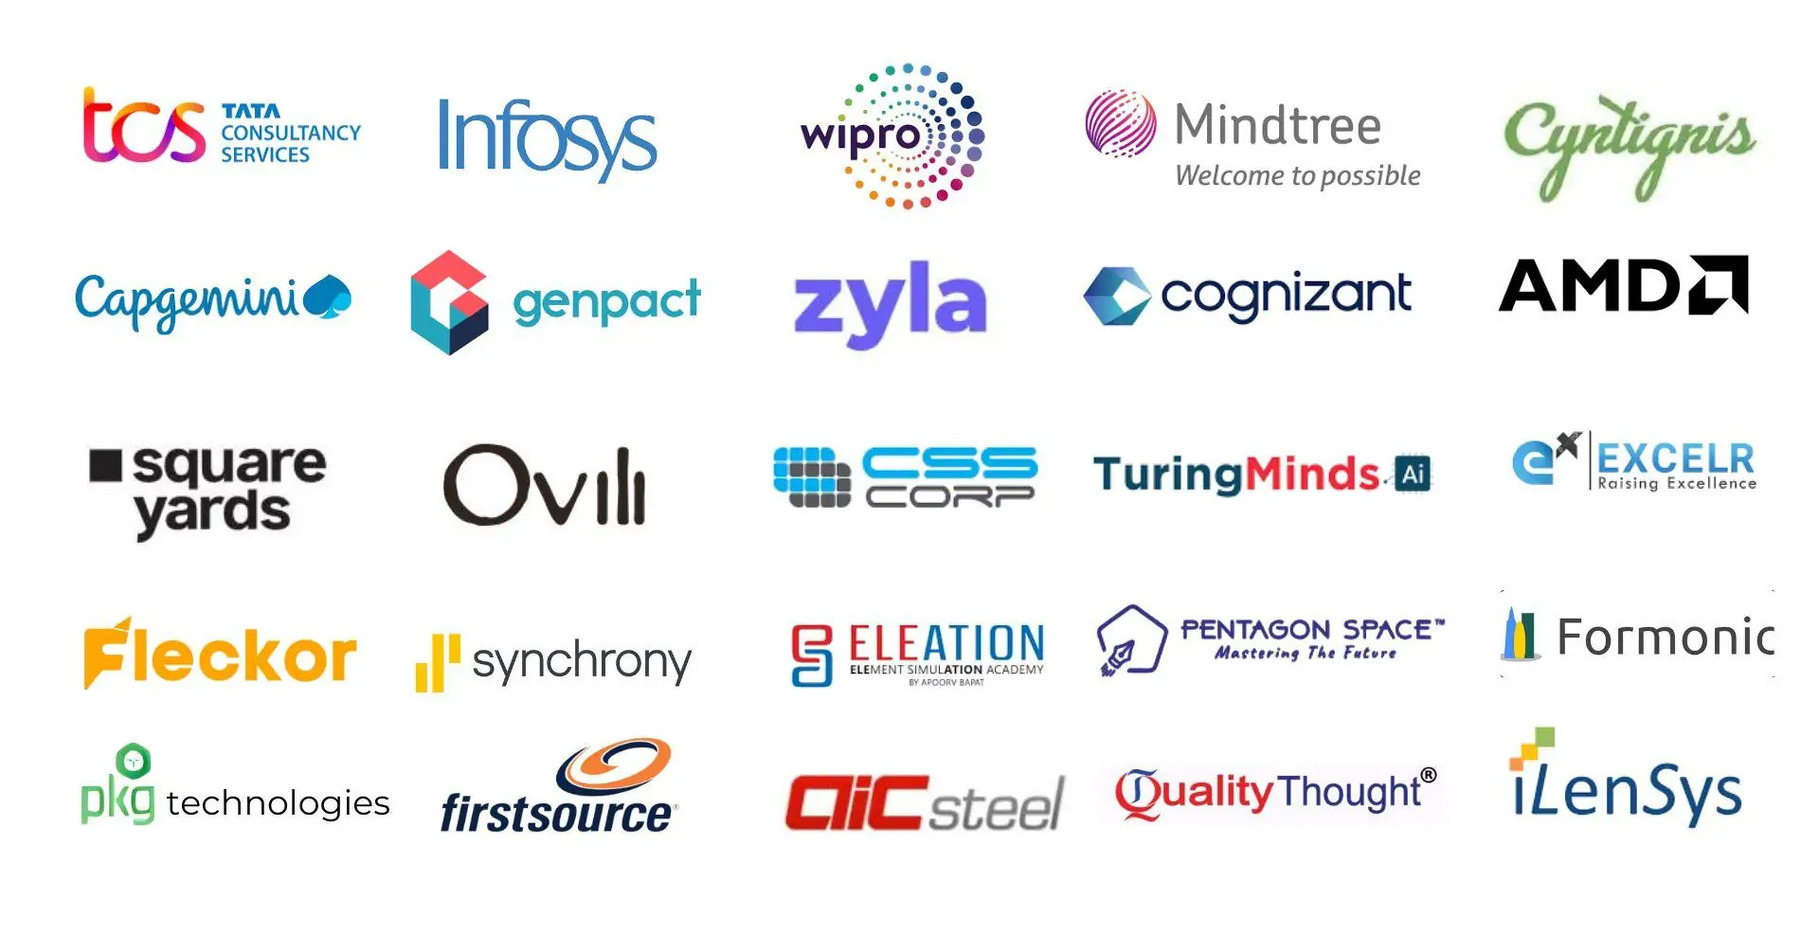 tcs TATA
CONSULTANCY
SERVICES
Infosys
wipro
Mindtree
Welcome to possible
Cyntignis
Capgemini
genpact
zyla
cognizant
AMD
square
yards
Ovili
CSS
CORP
TuringMinds Ai
ex EXCELR
Raising Excellence
Fleckor
synchrony
ELEATION
ELEMENT SIMULATION ACADEMY
BY APOORV BAPAT
PENTAGON SPACE™
Mastering The Future
Formonic
pkg technologies
firstsource®
AIC steel
QualityThought®
iLenSys